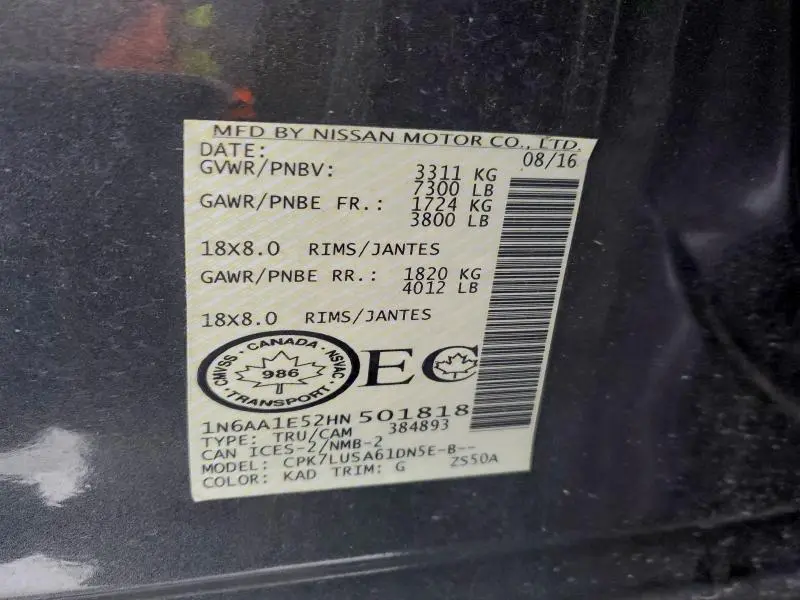 MFD BY NISSAN MOTOR CO., LTD.
DATE: 08/16
GVWR/PNBV: 3311 KG
7300 LB
GAWR/PNBE FR.: 1724 KG
3800 LB
18X8.0 RIMS/JANTES
GAWR/PNBE RR.: 1820 KG
4012 LB
18X8.0 RIMS/JANTES
CMVSS · CANADA · NSVAC
986
· TRANSPORT ·
EC
1N6AA1E52HN501818
384893
TYPE: TRU/CAM
CAN ICES-2/NMB-2
MODEL: CPK7LUSA61DN5E-B--
COLOR: KAD TRIM: G ZS50A